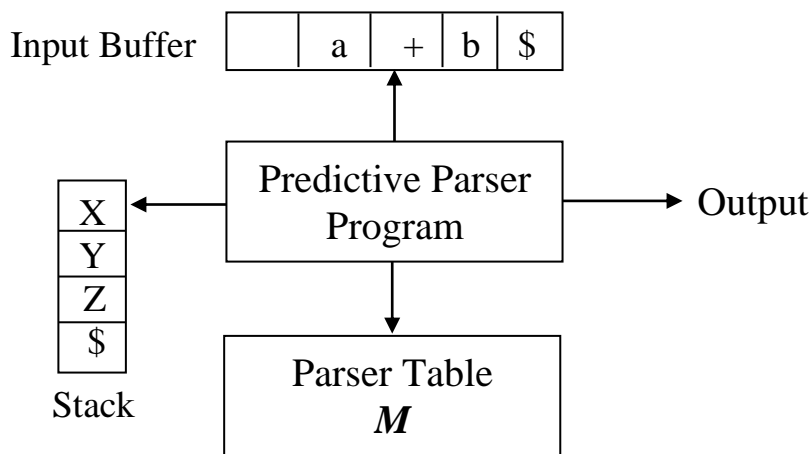 Input Buffer a + b $
Predictive Parser
Program
Output
X
Y
Z
$
Stack
Parser Table
M